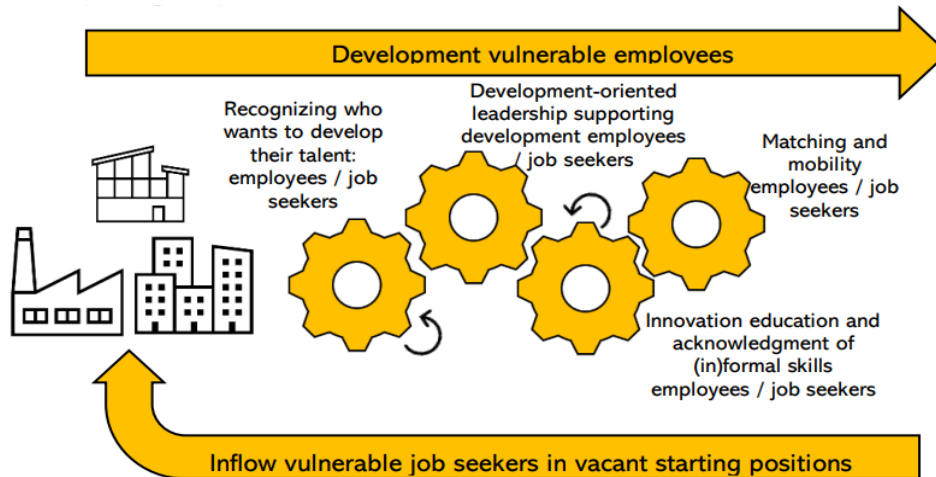 Development vulnerable employees
Recognizing who
wants to develop
their talent:
employees / job
seekers
Development-oriented
leadership supporting
development employees
/ job seekers
Matching and
mobility
employees / job
seekers
Innovation education and
acknowledgment of
(in)formal skills
employees / job seekers
Inflow vulnerable job seekers in vacant starting positions